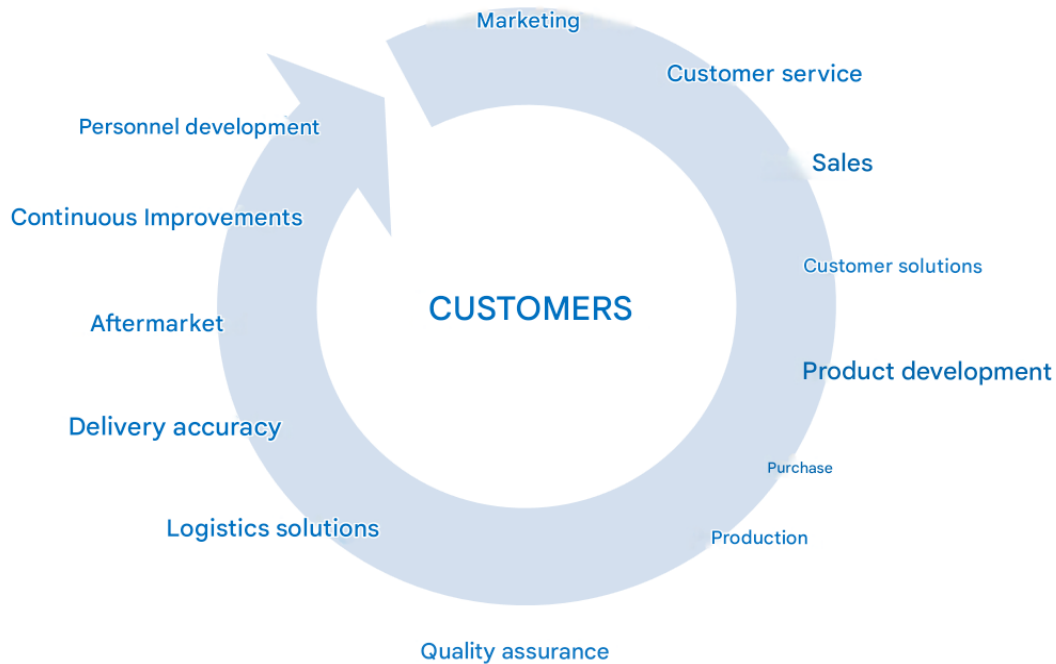 Marketing
Customer service
Sales
Customer solutions
Product development
Purchase
Production
Quality assurance
Logistics solutions
Delivery accuracy
Aftermarket
Continuous Improvements
Personnel development
CUSTOMERS